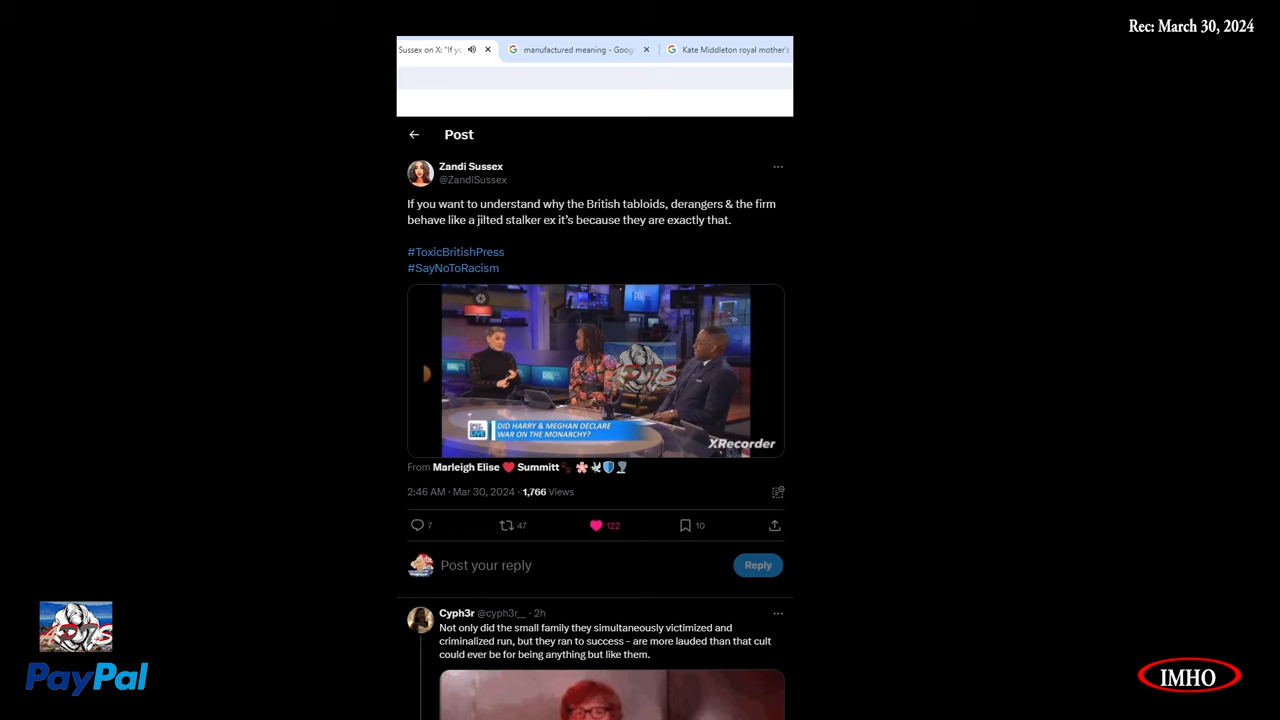 Rec: March 30, 2024
Sussex on X: "If yo
manufactured meaning - Goog
Kate Middleton royal mother's
Post
Zandi Sussex
@ZandiSussex
If you want to understand why the British tabloids, derangers & the firm
behave like a jilted stalker ex it's because they are exactly that.
#ToxicBritishPress
#SayNoToRacism
DID HARRY & MEGHAN DECLARE
WAR ON THE MONARCHY?
XRecorder
From Marleigh Elise ❤️ Summitt
2:46 AM · Mar 30, 2024 · 1,766 Views
7 47 122 10
Post your reply
Reply
Cyph3r @cyph3r__ · 2h
Not only did the small family they simultaneously victimized and
criminalized run, but they ran to success - are more lauded than that cult
could ever be for being anything but like them.
PayPal
IMHO